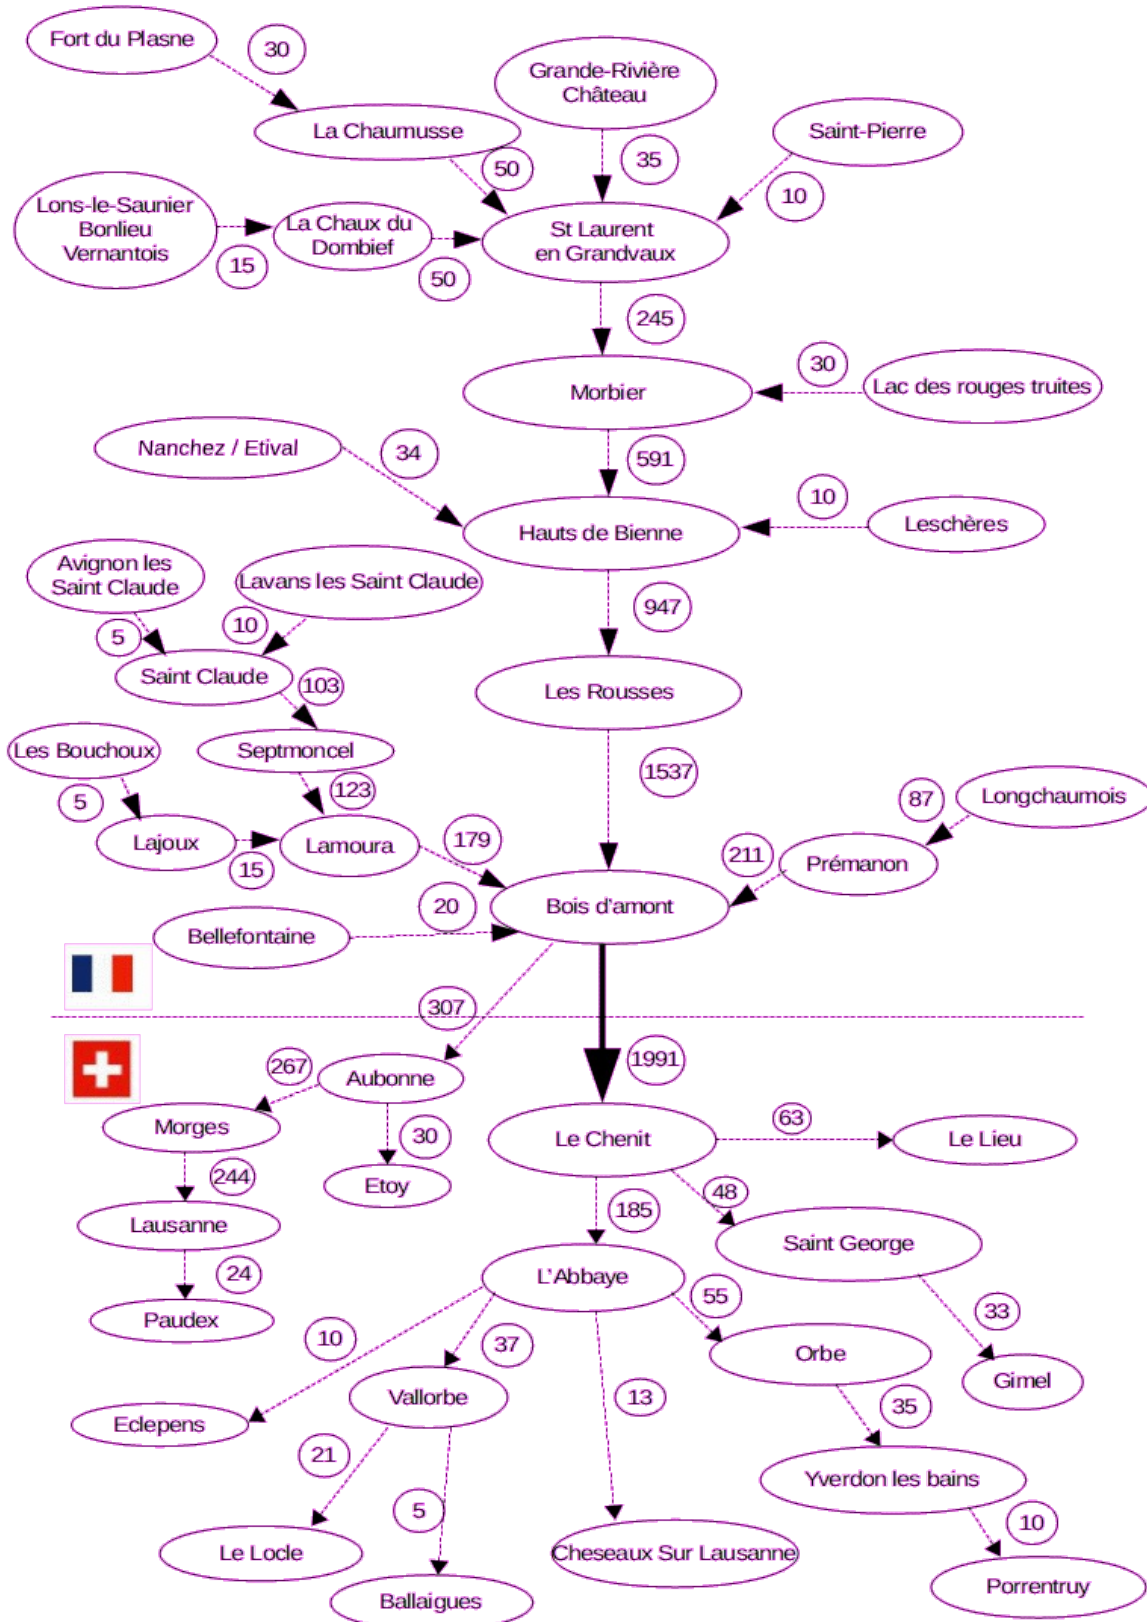 Fort du Plasne
30
Grande-Rivière
Château
La Chaumusse
Saint-Pierre
50
35
10
Lons-le-Saunier
Bonlieu
Vernantois
15
La Chaux du
Dombief
50
St Laurent
en Grandvaux
245
Morbier
30
Lac des rouges truites
Nanchez / Etival
34
591
10
Hauts de Bienne
Leschères
Avignon les
Saint Claude
Lavans les Saint Claude
5
10
947
Saint Claude
103
Les Rousses
Les Bouchoux
Septmoncel
5
123
1537
87
Longchaumois
Lajoux
15
Lamoura
179
211
Prémanon
20
Bois d'amont
Bellefontaine
307
267
Aubonne
1991
Morges
30
Le Chenit
63
Le Lieu
244
Etoy
185
48
Lausanne
24
Saint George
Paudex
L'Abbaye
55
33
10
37
Orbe
Gimel
Eclepens
Vallorbe
13
35
21
5
Yverdon les bains
10
Le Locle
Cheseaux Sur Lausanne
Ballaigues
Porrentruy